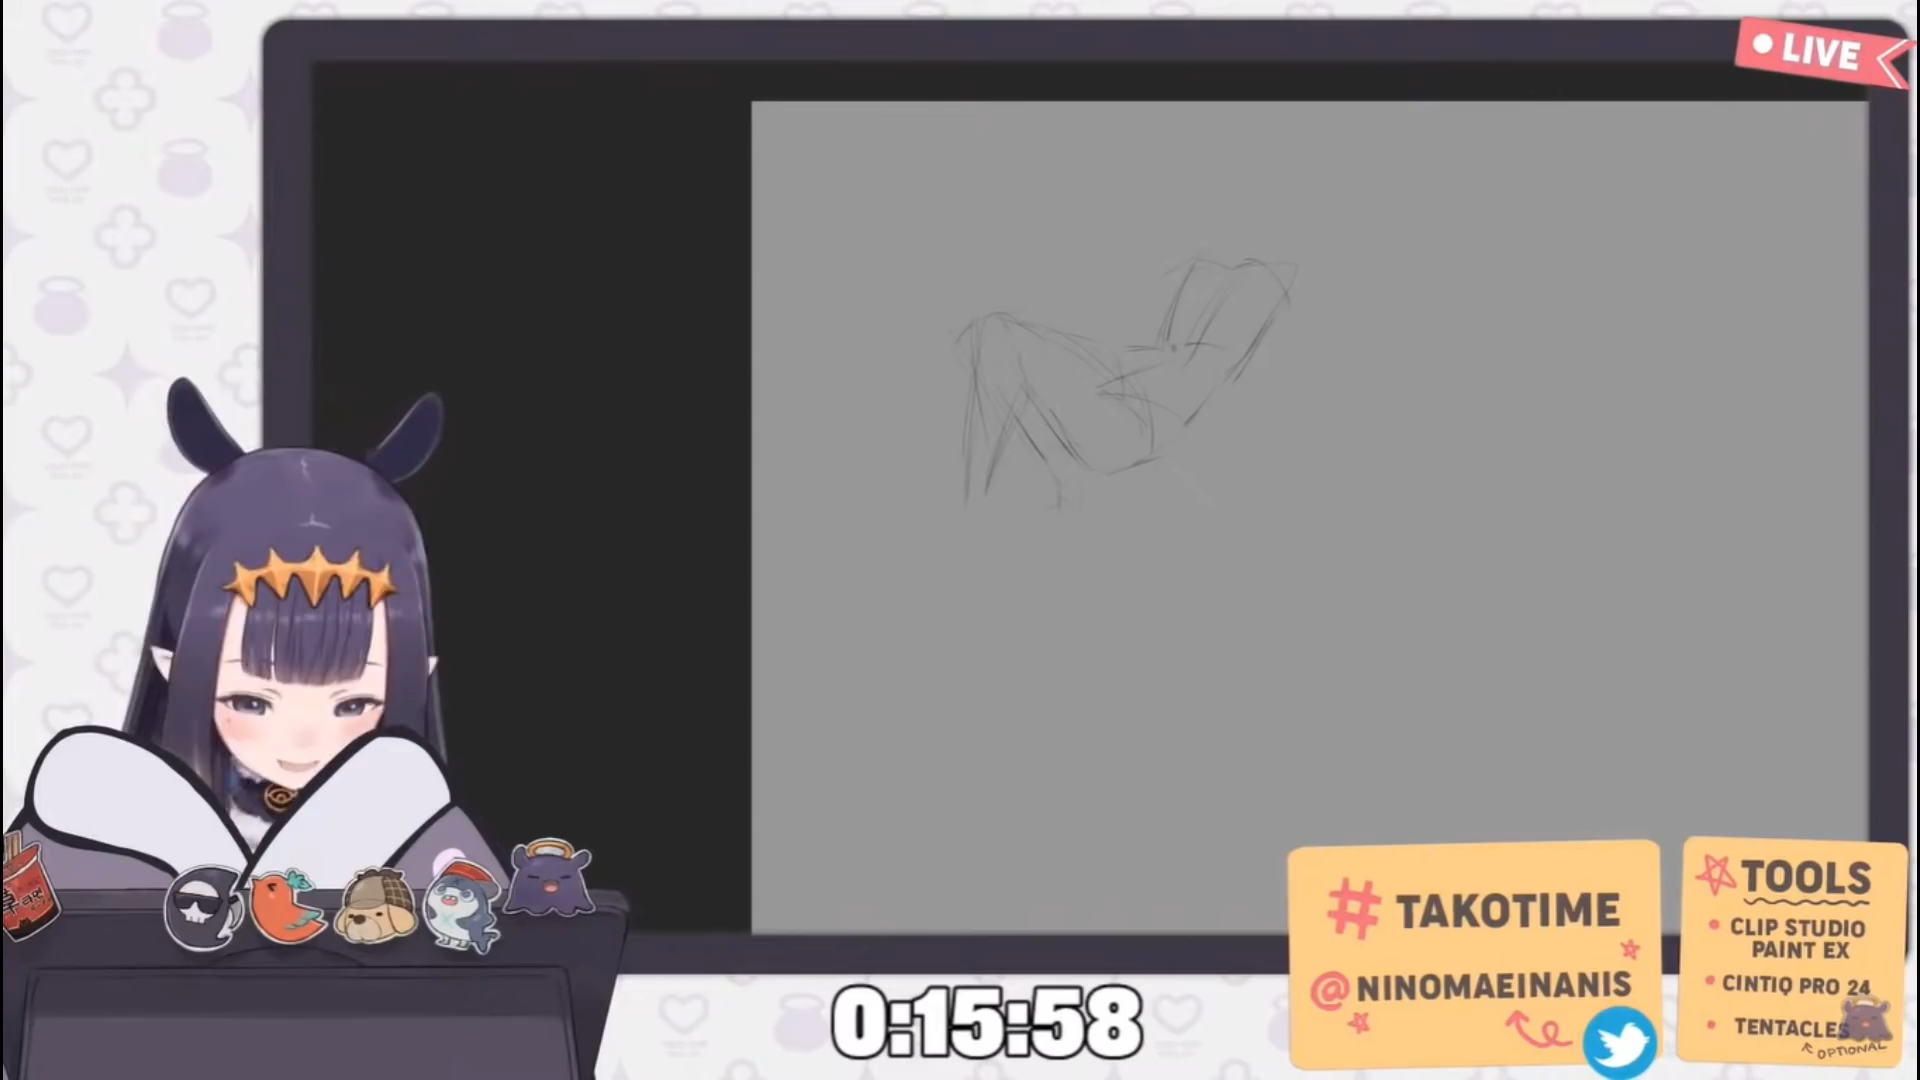 LIVE
# TAKOTIME
@NINOMAEINANIS
TOOLS
• CLIP STUDIO
PAINT EX
• CINTIQ PRO 24
• TENTACLES
OPTIONAL
0:15:58